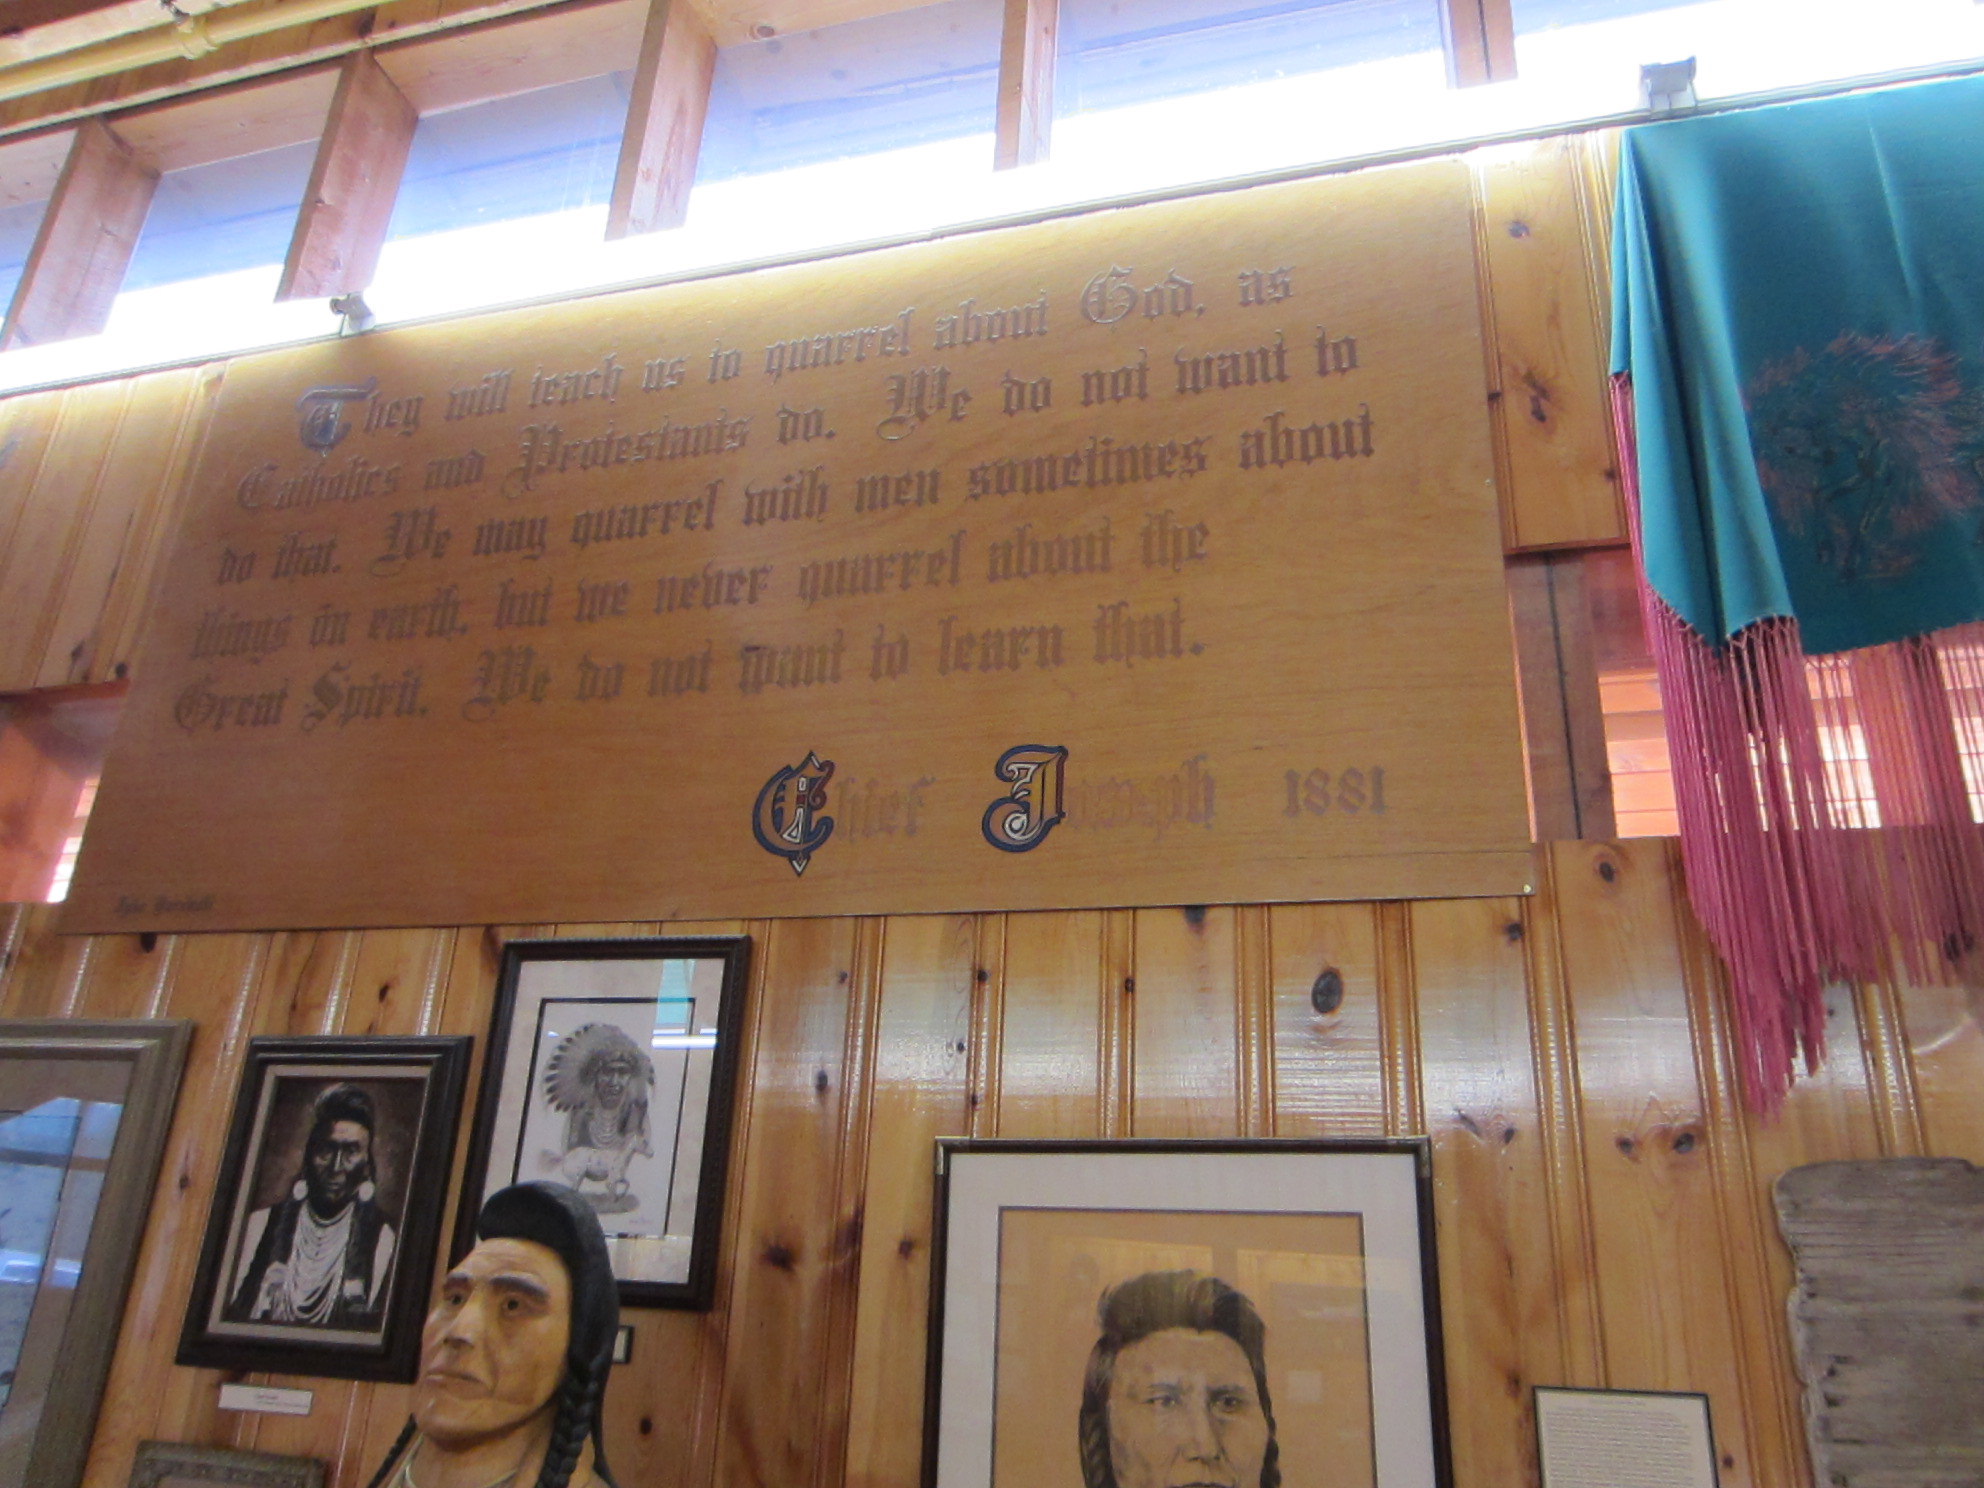 They will teach us to quarrel about God, as
Catholics and Protestants do. We do not want to
do that. We may quarrel with men sometimes about
things on earth, but we never quarrel about the
Great Spirit. We do not want to learn that.
Chief Joseph 1881